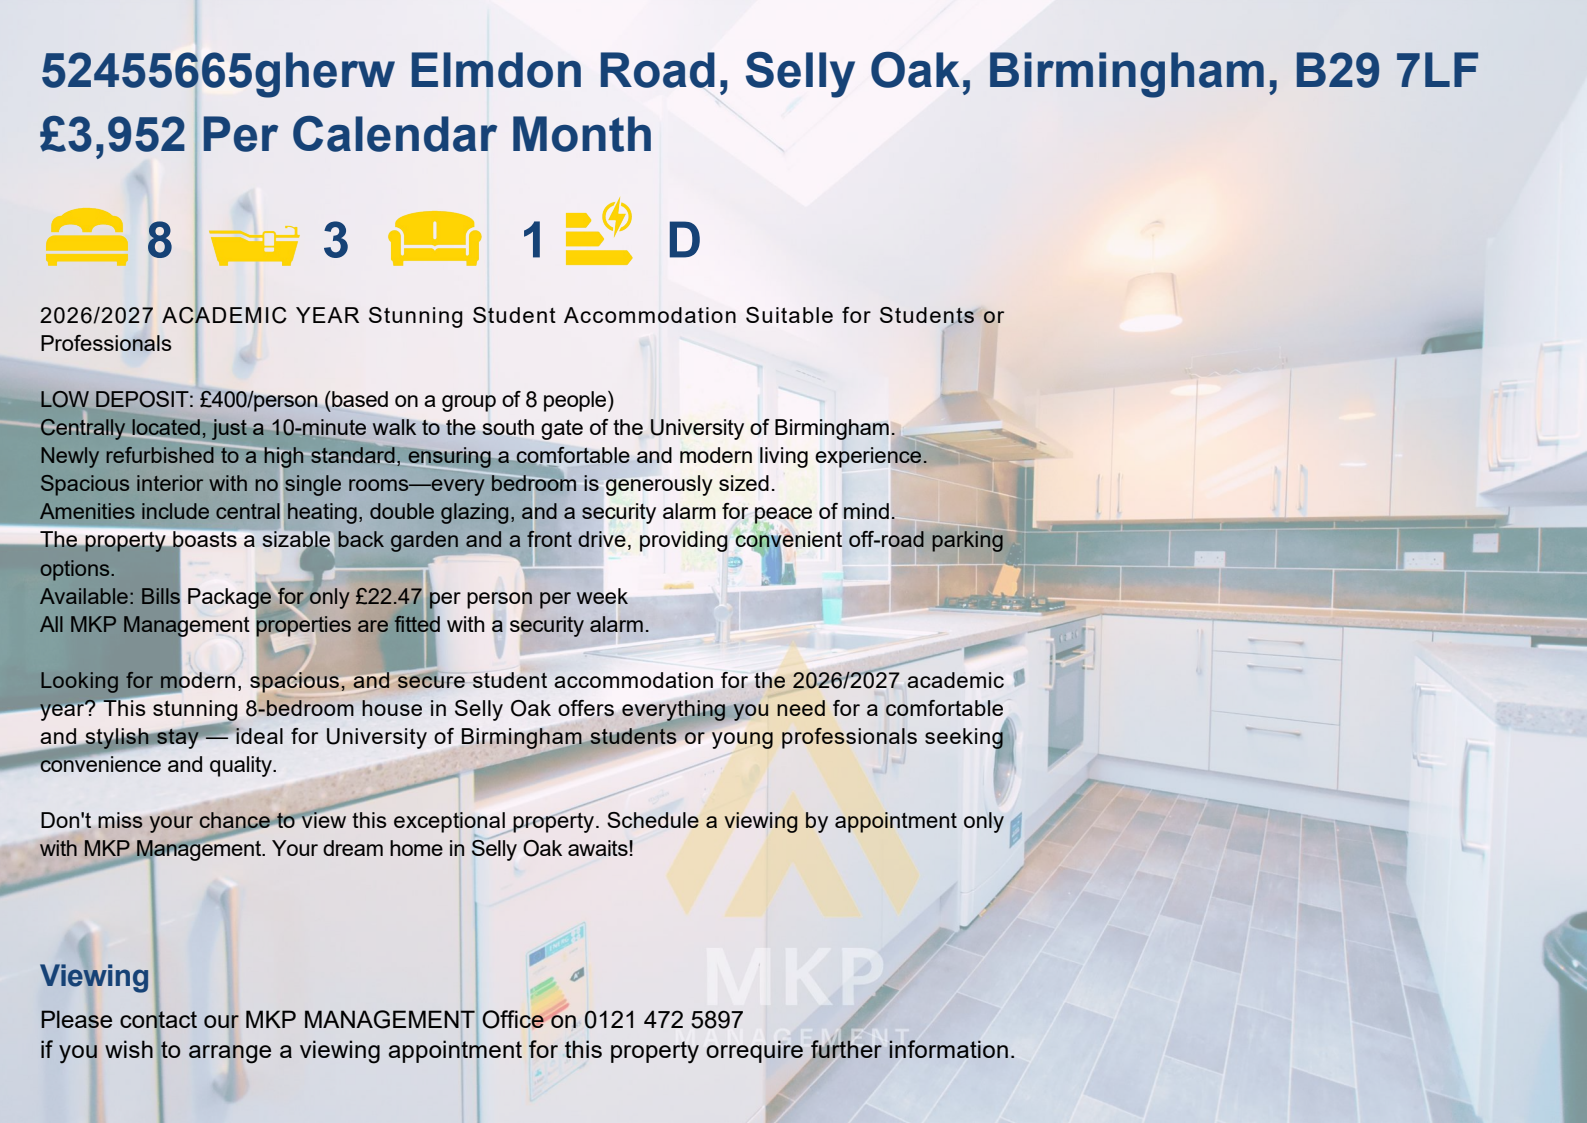 52455665gherw Elmdon Road, Selly Oak, Birmingham, B29 7LF
£3,952 Per Calendar Month
8 3 1 D
2026/2027 ACADEMIC YEAR Stunning Student Accommodation Suitable for Students or
Professionals
LOW DEPOSIT: £400/person (based on a group of 8 people)
Centrally located, just a 10-minute walk to the south gate of the University of Birmingham.
Newly refurbished to a high standard, ensuring a comfortable and modern living experience.
Spacious interior with no single rooms—every bedroom is generously sized.
Amenities include central heating, double glazing, and a security alarm for peace of mind.
The property boasts a sizable back garden and a front drive, providing convenient off-road parking
options.
Available: Bills Package for only £22.47 per person per week
All MKP Management properties are fitted with a security alarm.
Looking for modern, spacious, and secure student accommodation for the 2026/2027 academic
year? This stunning 8-bedroom house in Selly Oak offers everything you need for a comfortable
and stylish stay — ideal for University of Birmingham students or young professionals seeking
convenience and quality.
Don't miss your chance to view this exceptional property. Schedule a viewing by appointment only
with MKP Management. Your dream home in Selly Oak awaits!
MKP
MANAGEMENT
Viewing
Please contact our MKP MANAGEMENT Office on 0121 472 5897
if you wish to arrange a viewing appointment for this property orrequire further information.